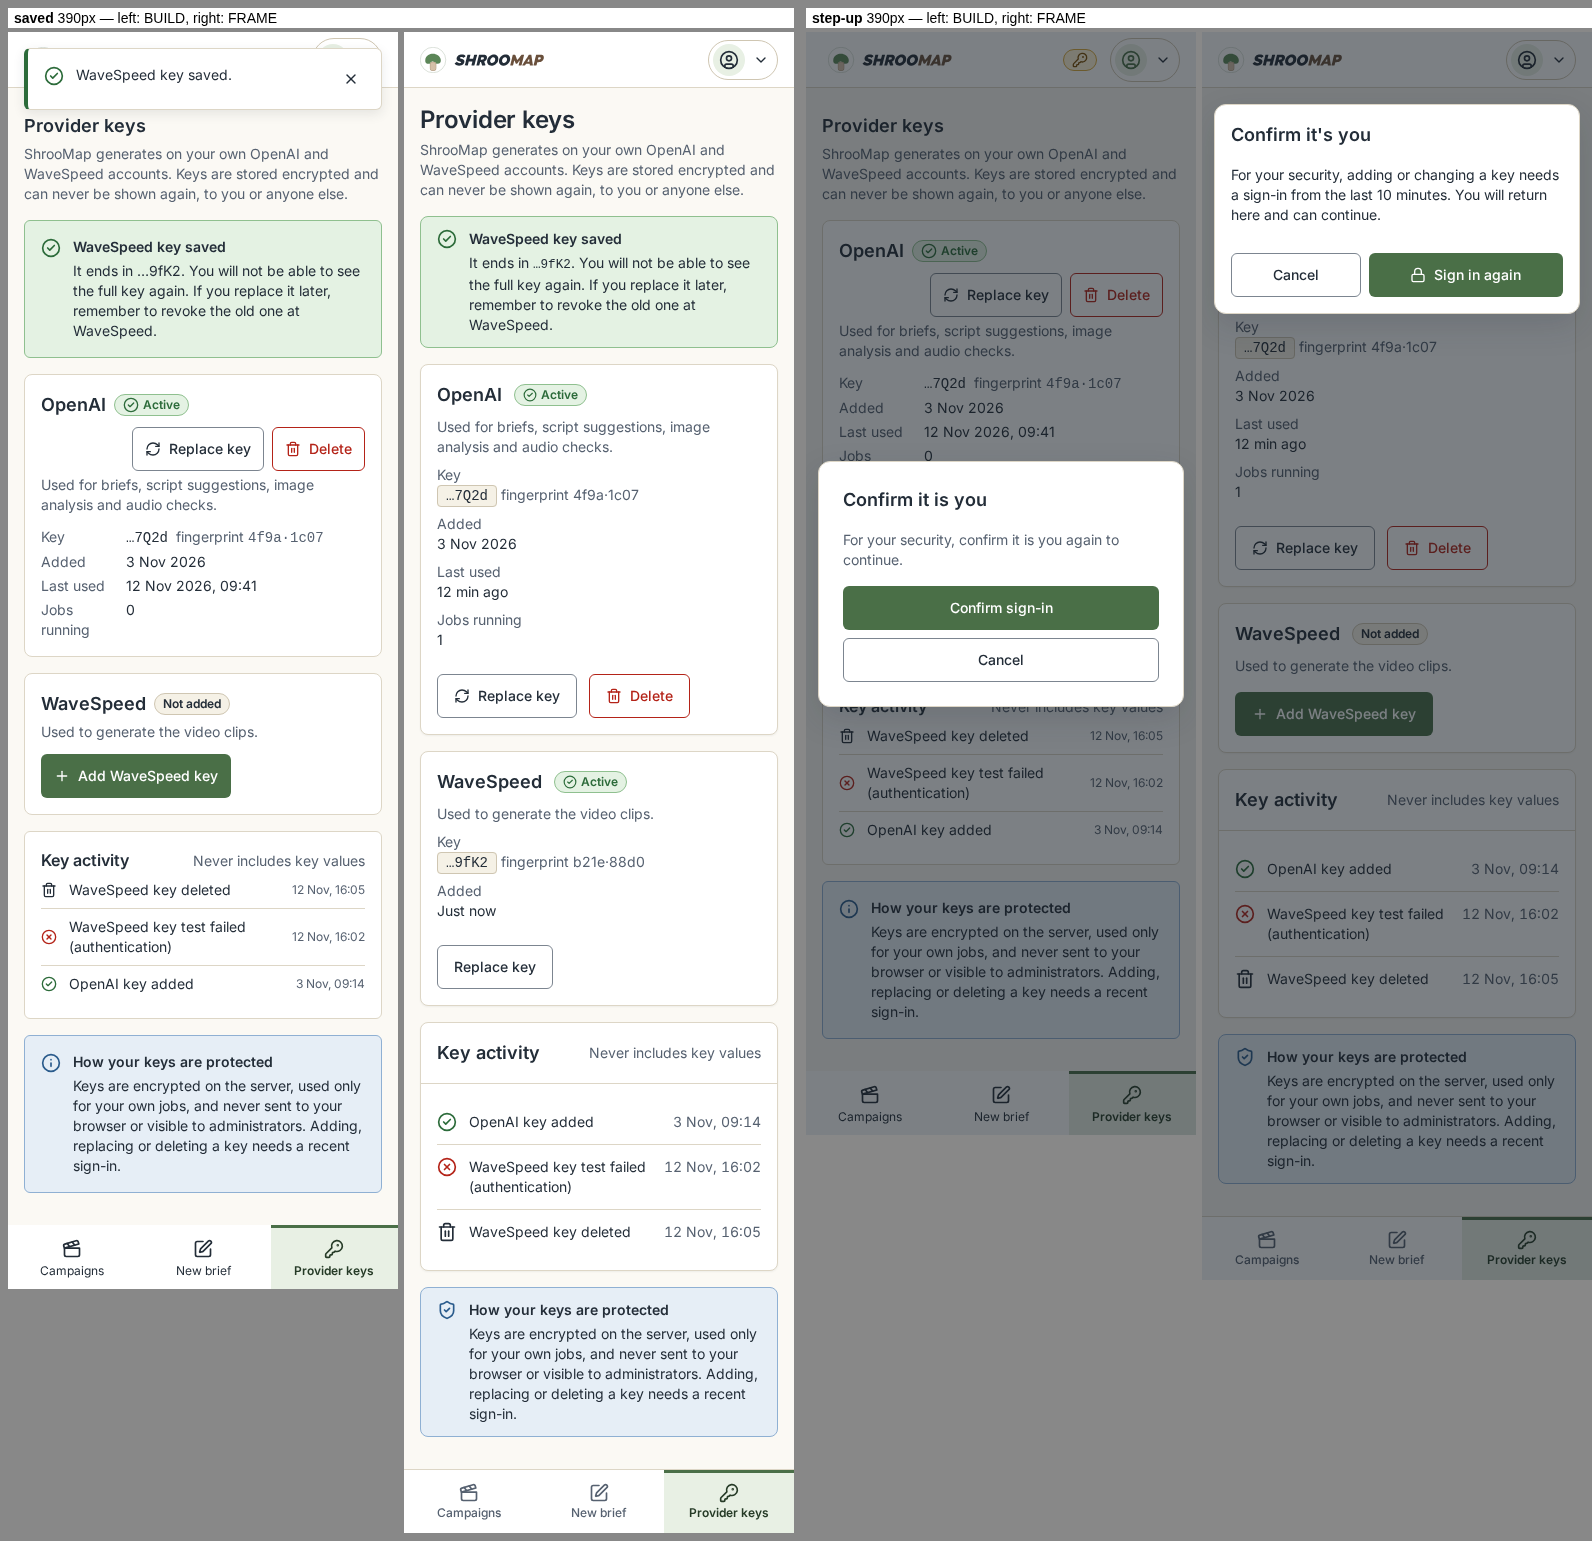 saved 390px — left: BUILD, right: FRAME
WaveSpeed key saved.
Provider keys
ShrooMap generates on your own OpenAI and
WaveSpeed accounts. Keys are stored encrypted and
can never be shown again, to you or anyone else.
WaveSpeed key saved
It ends in …9fK2. You will not be able to see
the full key again. If you replace it later,
remember to revoke the old one at
WaveSpeed.
OpenAI Active
Replace key Delete
Used for briefs, script suggestions, image
analysis and audio checks.
Key …7Q2d fingerprint 4f9a·1c07
Added 3 Nov 2026
Last used 12 Nov 2026, 09:41
Jobs 0
running
WaveSpeed Not added
Used to generate the video clips.
Add WaveSpeed key
Key activity Never includes key values
WaveSpeed key deleted 12 Nov, 16:05
WaveSpeed key test failed 12 Nov, 16:02
(authentication)
OpenAI key added 3 Nov, 09:14
How your keys are protected
Keys are encrypted on the server, used only
for your own jobs, and never sent to your
browser or visible to administrators. Adding,
replacing or deleting a key needs a recent
sign-in.
Campaigns New brief Provider keys
SHROOMAP
Provider keys
ShrooMap generates on your own OpenAI and
WaveSpeed accounts. Keys are stored encrypted and
can never be shown again, to you or anyone else.
WaveSpeed key saved
It ends in …9fK2. You will not be able to see
the full key again. If you replace it later,
remember to revoke the old one at
WaveSpeed.
OpenAI Active
Used for briefs, script suggestions, image
analysis and audio checks.
Key
…7Q2d fingerprint 4f9a·1c07
Added
3 Nov 2026
Last used
12 min ago
Jobs running
1
Replace key Delete
WaveSpeed Active
Used to generate the video clips.
Key
…9fK2 fingerprint b21e·88d0
Added
Just now
Replace key
Key activity Never includes key values
OpenAI key added 3 Nov, 09:14
WaveSpeed key test failed 12 Nov, 16:02
(authentication)
WaveSpeed key deleted 12 Nov, 16:05
How your keys are protected
Keys are encrypted on the server, used only
for your own jobs, and never sent to your
browser or visible to administrators. Adding,
replacing or deleting a key needs a recent
sign-in.
Campaigns New brief Provider keys
step-up 390px — left: BUILD, right: FRAME
SHROOMAP
Provider keys
ShrooMap generates on your own OpenAI and
WaveSpeed accounts. Keys are stored encrypted and
can never be shown again, to you or anyone else.
OpenAI Active
Replace key Delete
Used for briefs, script suggestions, image
analysis and audio checks.
Key …7Q2d fingerprint 4f9a·1c07
Added 3 Nov 2026
Last used 12 Nov 2026, 09:41
Jobs 0
Confirm it is you
For your security, confirm it is you again to
continue.
Confirm sign-in
Cancel
Key activity Never includes key values
WaveSpeed key deleted 12 Nov, 16:05
WaveSpeed key test failed 12 Nov, 16:02
(authentication)
OpenAI key added 3 Nov, 09:14
How your keys are protected
Keys are encrypted on the server, used only
for your own jobs, and never sent to your
browser or visible to administrators. Adding,
replacing or deleting a key needs a recent
sign-in.
Campaigns New brief Provider keys
SHROOMAP
Confirm it's you
For your security, adding or changing a key needs
a sign-in from the last 10 minutes. You will return
here and can continue.
Cancel Sign in again
Key
…7Q2d fingerprint 4f9a·1c07
Added
3 Nov 2026
Last used
12 min ago
Jobs running
1
Replace key Delete
WaveSpeed Not added
Used to generate the video clips.
Add WaveSpeed key
Key activity Never includes key values
OpenAI key added 3 Nov, 09:14
WaveSpeed key test failed 12 Nov, 16:02
(authentication)
WaveSpeed key deleted 12 Nov, 16:05
How your keys are protected
Keys are encrypted on the server, used only
for your own jobs, and never sent to your
browser or visible to administrators. Adding,
replacing or deleting a key needs a recent
sign-in.
Campaigns New brief Provider keys